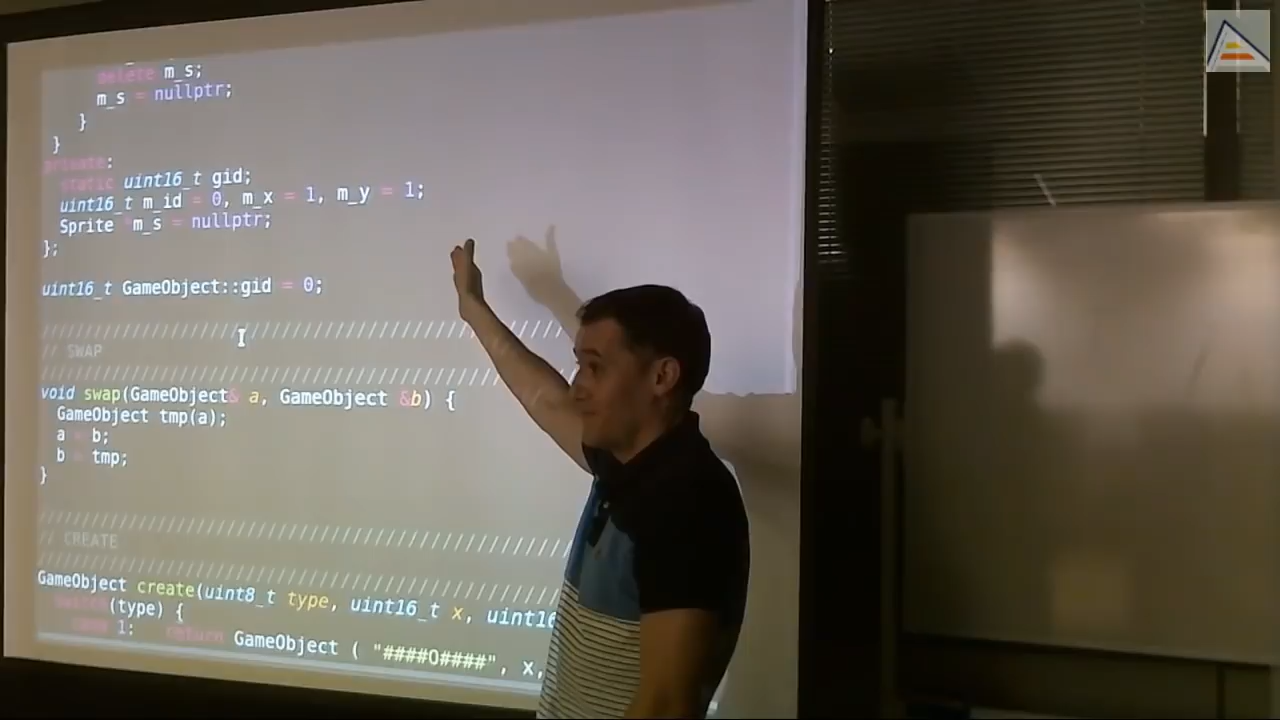 delete m_s;
m_s = nullptr;
}
}
private:
static uint16_t gid;
uint16_t m_id = 0, m_x = 1, m_y = 1;
Sprite *m_s = nullptr;
};
uint16_t GameObject::gid = 0;
////////////////////////////////////////////////
// SWAP
////////////////////////////////////////////////
void swap(GameObject& a, GameObject &b) {
GameObject tmp(a);
a = b;
b = tmp;
}
////////////////////////////////////////////////
// CREATE
////////////////////////////////////////////////
GameObject create(uint8_t type, uint16_t x, uint16
switch(type) {
case 1: return GameObject ( "####O####", x,